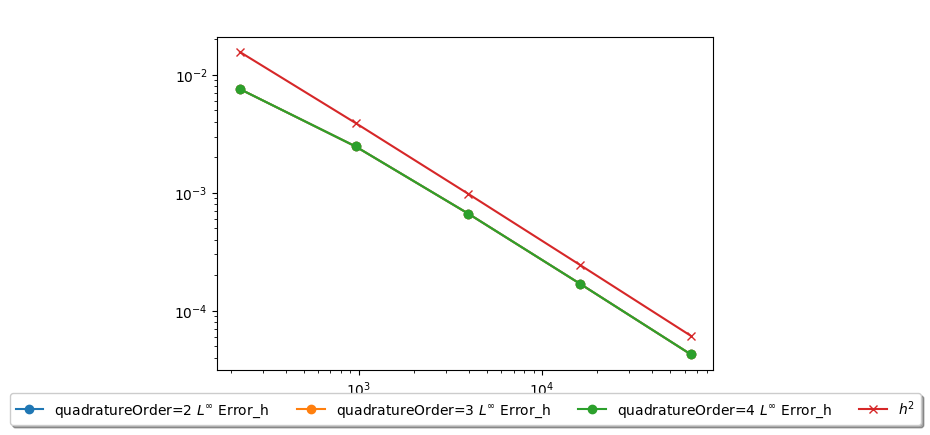 10⁻²
10⁻³
10⁻⁴
10³ 10⁴
quadratureOrder=2 L∞ Error_h quadratureOrder=3 L∞ Error_h quadratureOrder=4 L∞ Error_h h²